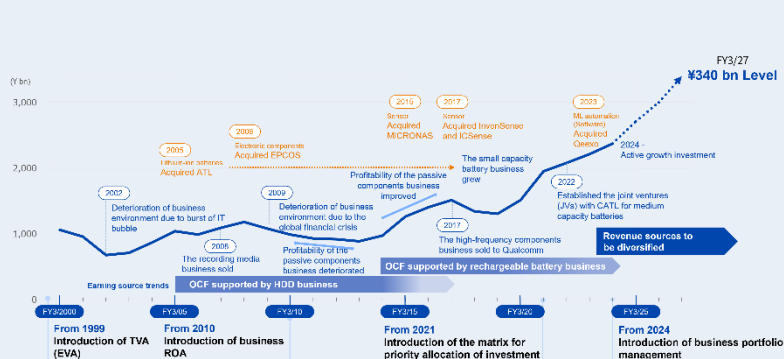 FY3/27
¥340 bn Level
(¥ bn)
3,000
2,000
1,000
0
2005
Lithium-ion batteries
Acquired ATL
2008
Electronic components
Acquired EPCOS
2016
Sensor
Acquired
MICRONAS
2017
Sensor
Acquired InvenSense
and ICSense
2023
ML automation
(Software)
Acquired
Qeexo
2024 -
Active growth investment
The small capacity
battery business
grew
Profitability of the passive
components business
improved
2002
Deterioration of business
environment due to burst of IT
bubble
2005
The recording media
business sold
2009
Deterioration of business
environment due to the
global financial crisis
Profitability of the
passive components
business deteriorated
2017
The high-frequency components
business sold to Qualcomm
2022
Established the joint ventures
(JVs) with CATL for medium
capacity batteries
Revenue sources to
be diversified
OCF supported by rechargeable battery business
Earning source trends
OCF supported by HDD business
FY3/2000
FY3/05
FY3/10
FY3/15
FY3/20
FY3/25
From 1999
Introduction of TVA
(EVA)
From 2010
Introduction of business
ROA
From 2021
Introduction of the matrix for
priority allocation of investment
From 2024
Introduction of business portfolio
management